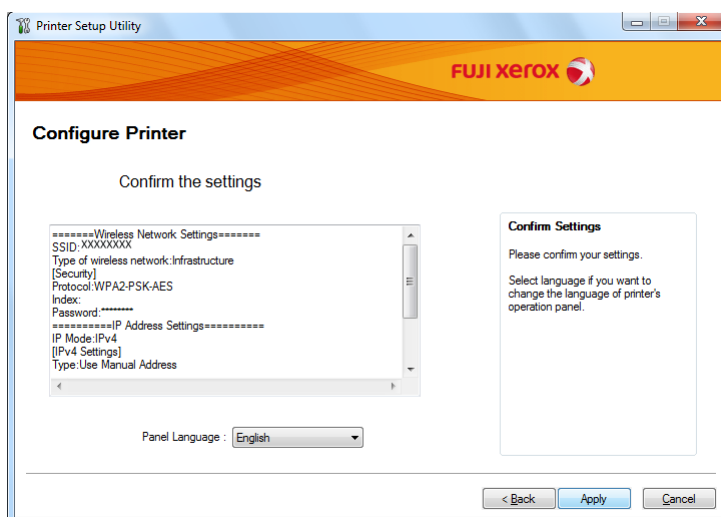 Printer Setup Utility
FUJI xerox
Configure Printer
Confirm the settings
=======Wireless Network Settings=======
SSID:XXXXXXXX
Type of wireless network:Infrastructure
[Security]
Protocol:WPA2-PSK-AES
Index:
Password:********
==========IP Address Settings==========
IP Mode:IPv4
[IPv4 Settings]
Type:Use Manual Address
Panel Language : English
Confirm Settings
Please confirm your settings.
Select language if you want to
change the language of printer's
operation panel.
< Back
Apply
Cancel